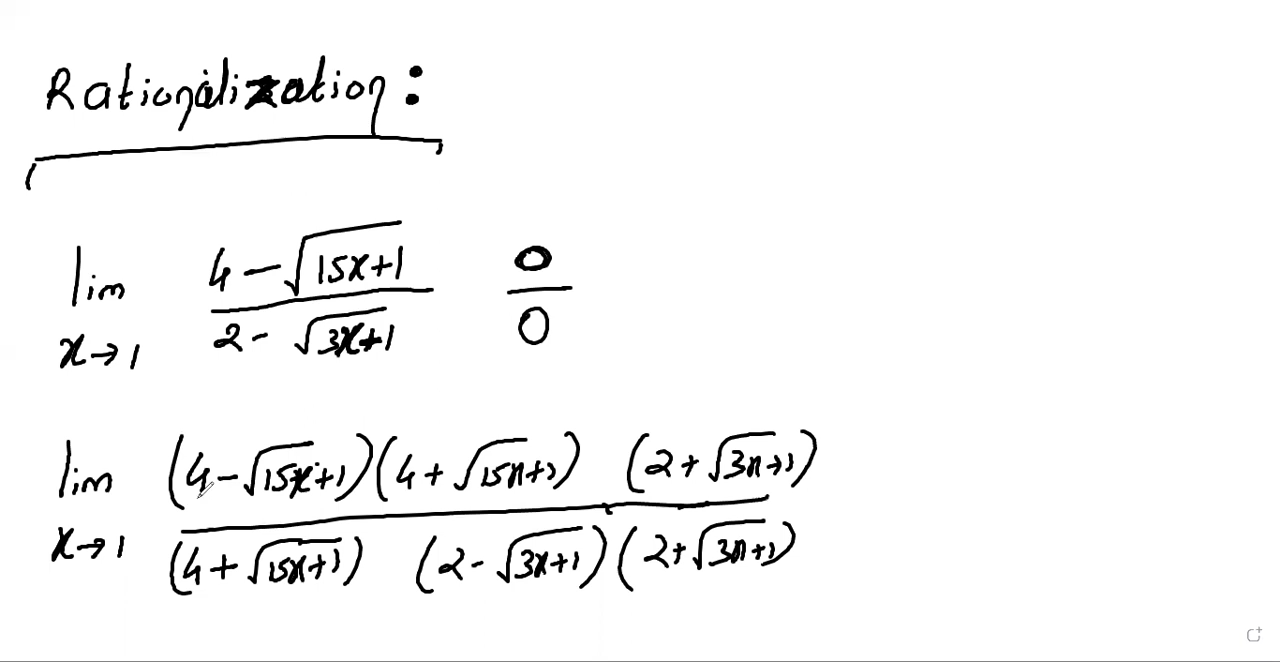 Rationalization:
lim x→1 (4 - √(15x+1)) / (2 - √(3x+1)) 0/0
lim x→1 (4-√(15x+1))(4+√(15x+1)) (2+√(3x+1)) / (4+√(15x+1)) (2-√(3x+1))(2+√(3x+1))